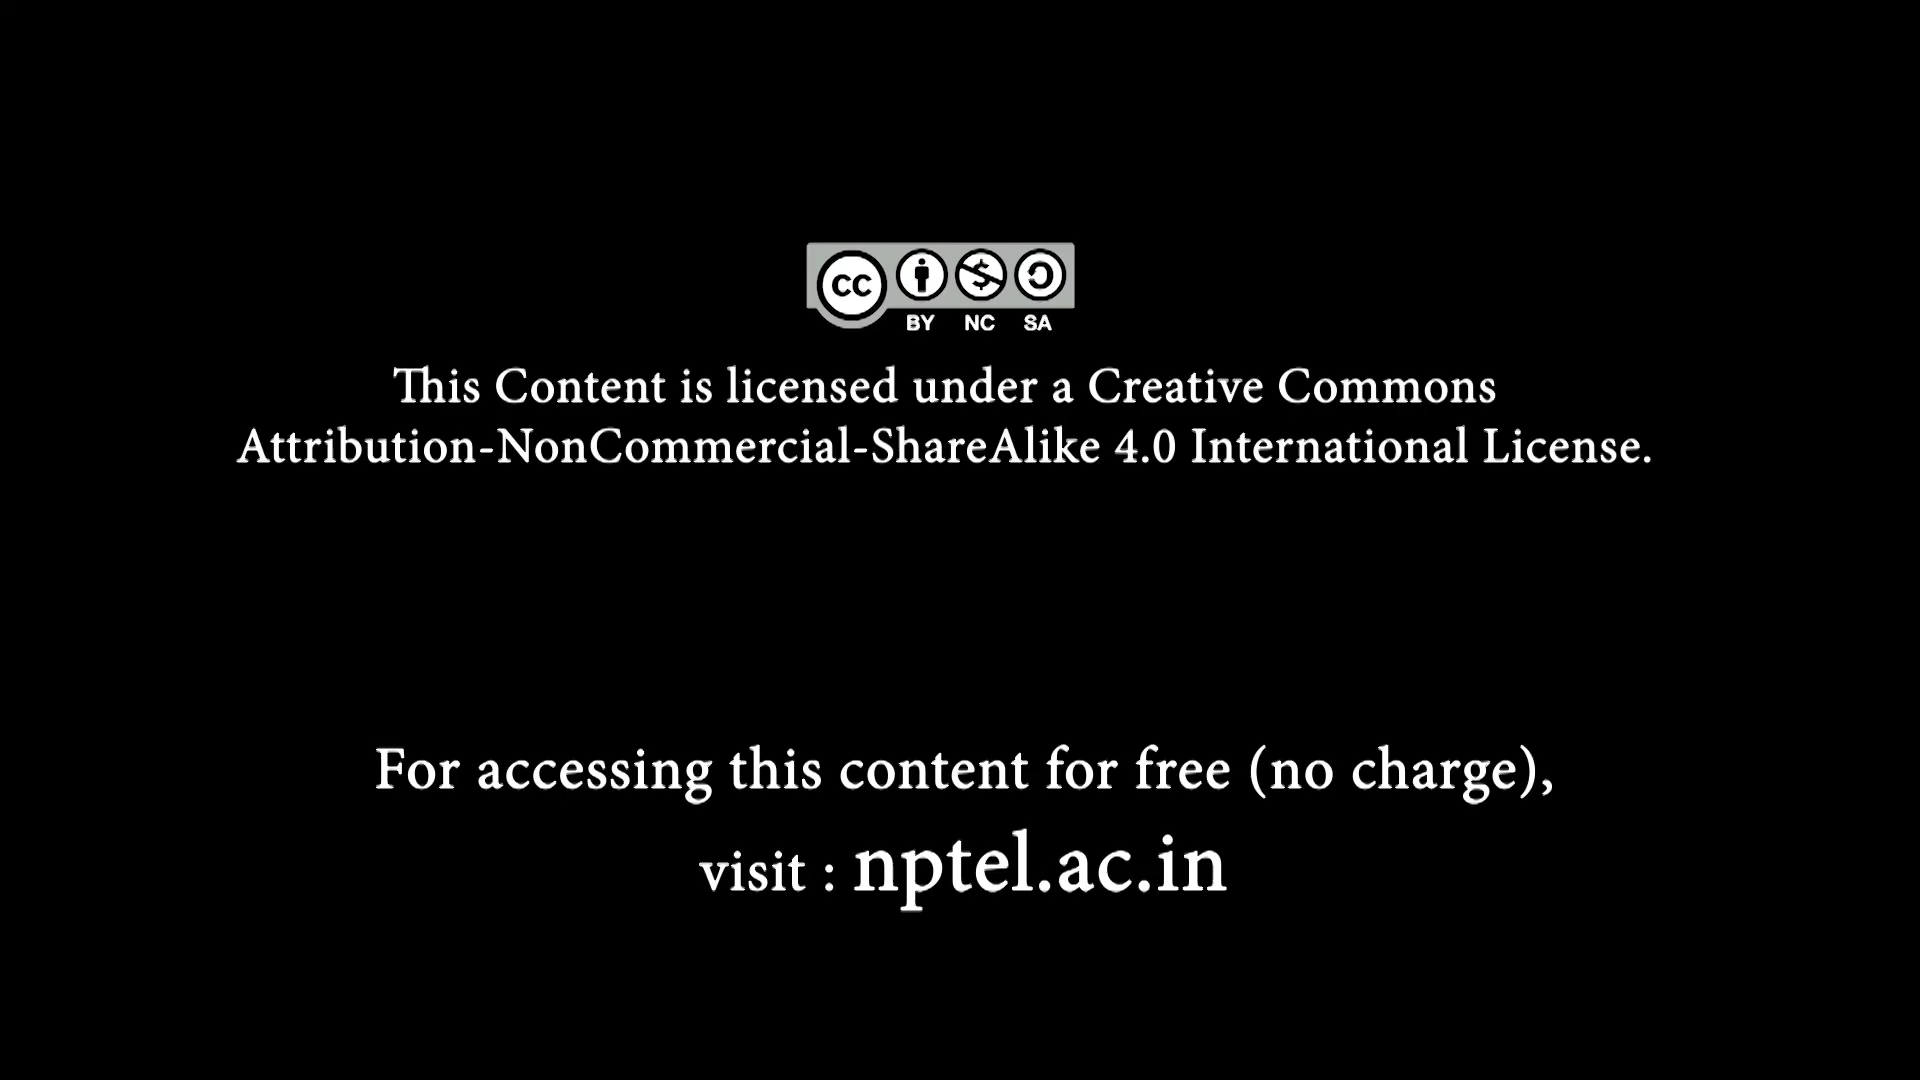 cc
BY NC SA
This Content is licensed under a Creative Commons
Attribution-NonCommercial-ShareAlike 4.0 International License.
For accessing this content for free (no charge),
visit : nptel.ac.in